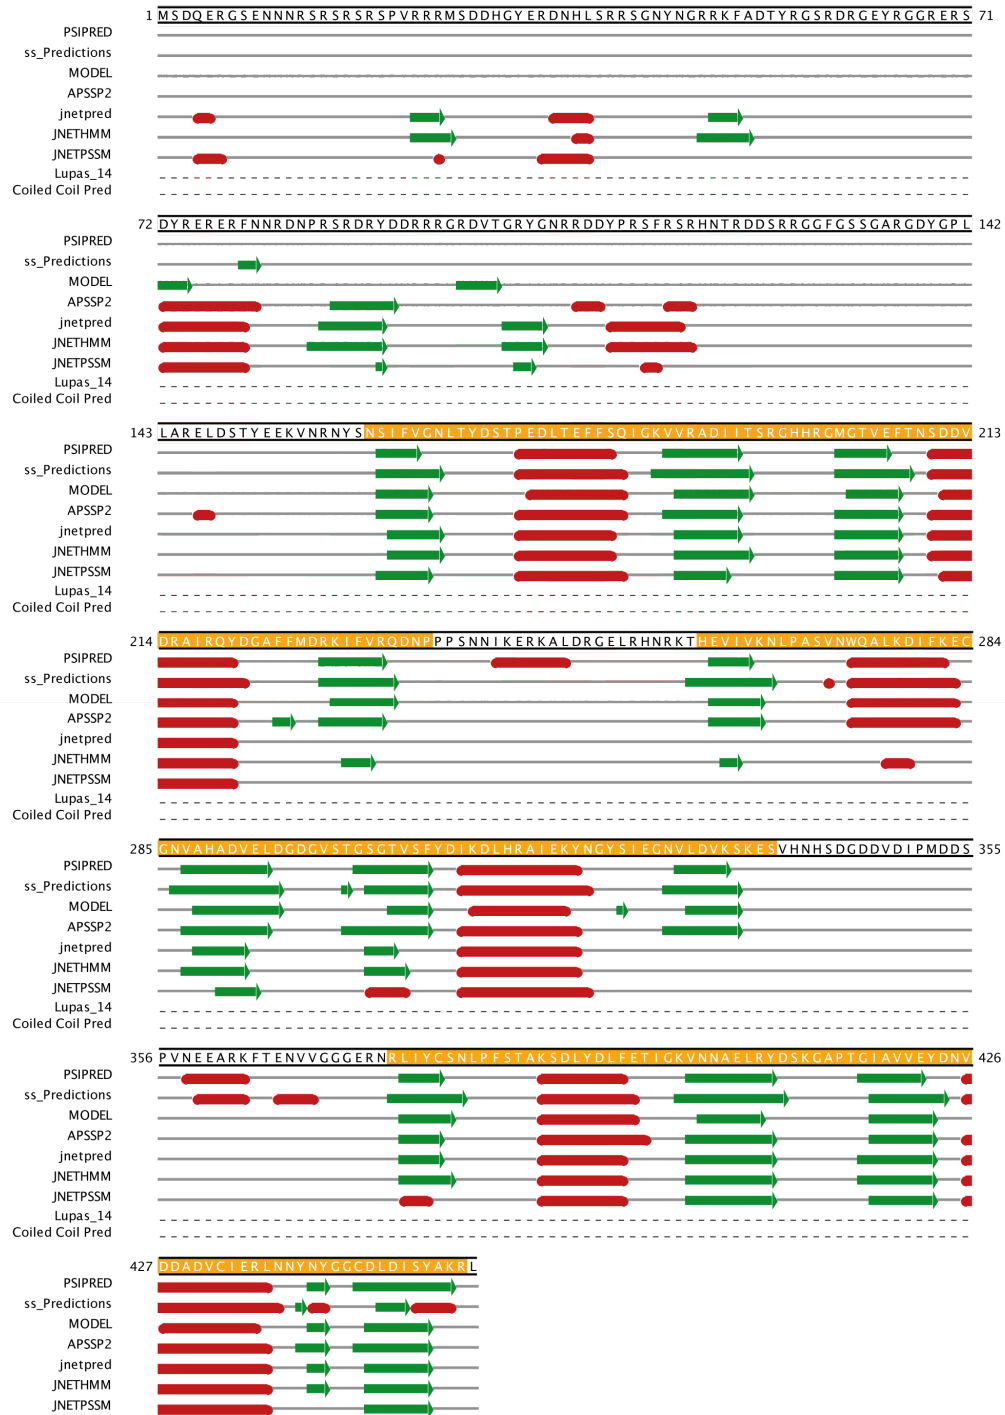 1 MSDQERGSENNNRSRSRSRSPVRRRMSDDHGYERDNHLSRRSGNYNGRRKFADTYRGSRDRGEYRGGRERS 71
PSIPRED
ss_Predictions
MODEL
APSSP2
jnetpred
JNETHMM
JNETPSSM
Lupas_14
Coiled Coil Pred
72 DYRERERFNNRDNPRSRDRYDDRRRGRDVTGRYGNRRDDYPRSFRSRHNTRDDSRRGGFGSSGARGDYGPL 142
PSIPRED
ss_Predictions
MODEL
APSSP2
jnetpred
JNETHMM
JNETPSSM
Lupas_14
Coiled Coil Pred
143 LARELDSTYEEKVNRNYSNSIFVGNLTYDSTPEDLTEFFSQIGKVVRADIITSRGHHRGMGTVEFTNSDDV 213
PSIPRED
ss_Predictions
MODEL
APSSP2
jnetpred
JNETHMM
JNETPSSM
Lupas_14
Coiled Coil Pred
214 DRAIRQYDGAFFMDRKIFVRQDNPPPSNNIKERKALDRGELRHNRKTHEVIVKNLPASVNWQALKDIFKEC 284
PSIPRED
ss_Predictions
MODEL
APSSP2
jnetpred
JNETHMM
JNETPSSM
Lupas_14
Coiled Coil Pred
285 GNVAHADVELDGDGVSTGSGTVSFYDIKDLHRAIEKYNGYSIEGNVLDVKSKESVHNHSDGDDVDIPMDDS 355
PSIPRED
ss_Predictions
MODEL
APSSP2
jnetpred
JNETHMM
JNETPSSM
Lupas_14
Coiled Coil Pred
356 PVNEEARKFTENVVGGGERNRLIYCSNLPFSTAKSDLYDLFETIGKVNNAELRYDSKGAPTGIAVVEYDNV 426
PSIPRED
ss_Predictions
MODEL
APSSP2
jnetpred
JNETHMM
JNETPSSM
Lupas_14
Coiled Coil Pred
427 DDADVCIERLNNYNYGGCDLDISYAKRL
PSIPRED
ss_Predictions
MODEL
APSSP2
jnetpred
JNETHMM
JNETPSSM